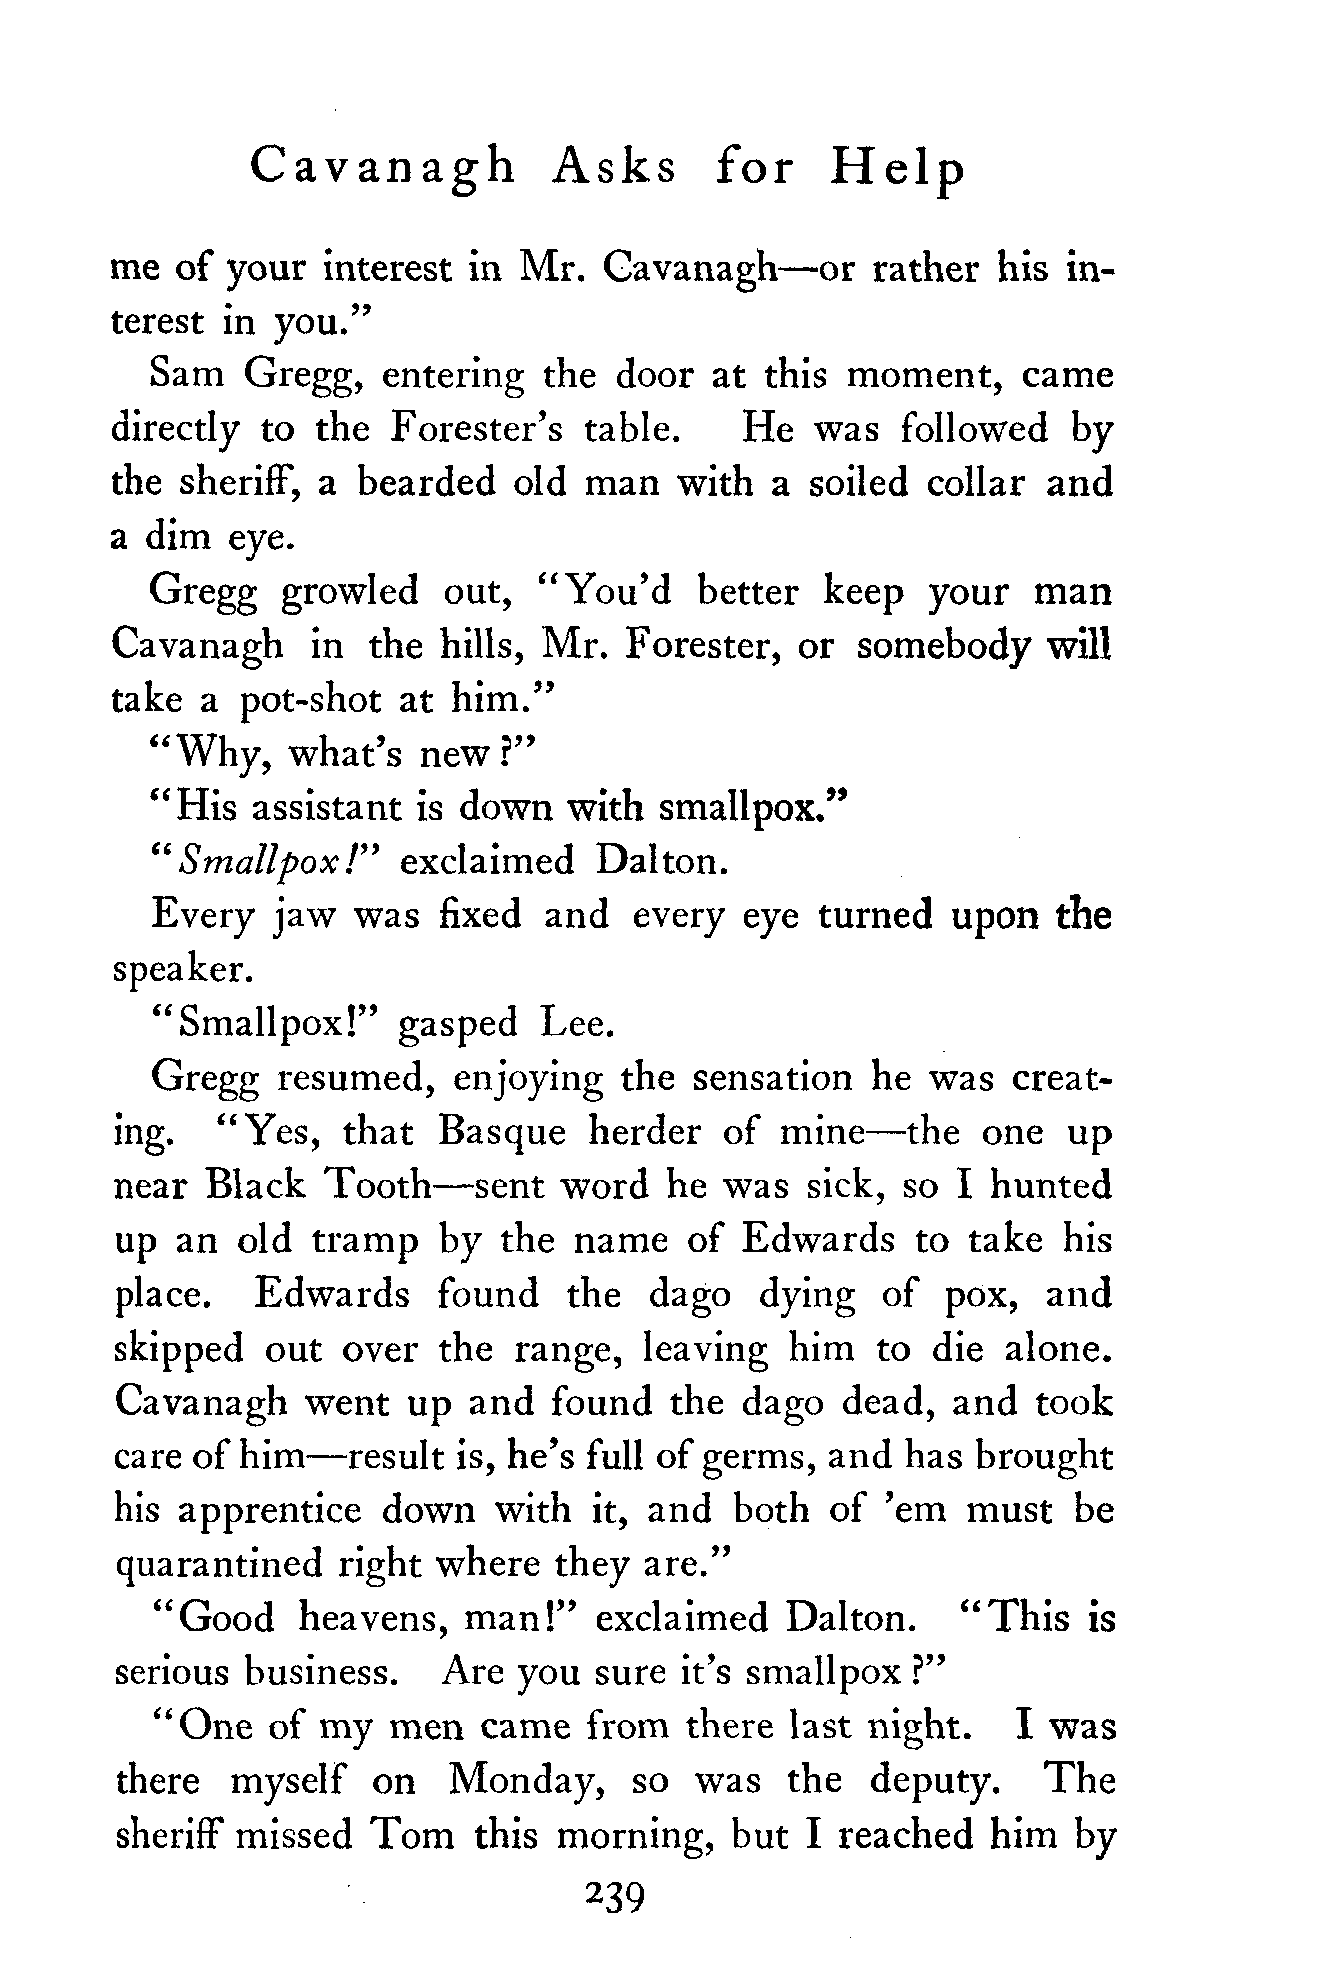 Cavanagh Asks for Help
me of your interest in Mr. Cavanagh—or rather his in-
terest in you."
Sam Gregg, entering the door at this moment, came
directly to the Forester's table. He was followed by
the sheriff, a bearded old man with a soiled collar and
a dim eye.
Gregg growled out, "You'd better keep your man
Cavanagh in the hills, Mr. Forester, or somebody will
take a pot-shot at him."
"Why, what's new?"
"His assistant is down with smallpox."
"Smallpox!" exclaimed Dalton.
Every jaw was fixed and every eye turned upon the
speaker.
"Smallpox!" gasped Lee.
Gregg resumed, enjoying the sensation he was creat-
ing. "Yes, that Basque herder of mine—the one up
near Black Tooth—sent word he was sick, so I hunted
up an old tramp by the name of Edwards to take his
place. Edwards found the dago dying of pox, and
skipped out over the range, leaving him to die alone.
Cavanagh went up and found the dago dead, and took
care of him—result is, he's full of germs, and has brought
his apprentice down with it, and both of 'em must be
quarantined right where they are."
"Good heavens, man!" exclaimed Dalton. "This is
serious business. Are you sure it's smallpox?"
"One of my men came from there last night. I was
there myself on Monday, so was the deputy. The
sheriff missed Tom this morning, but I reached him by
239